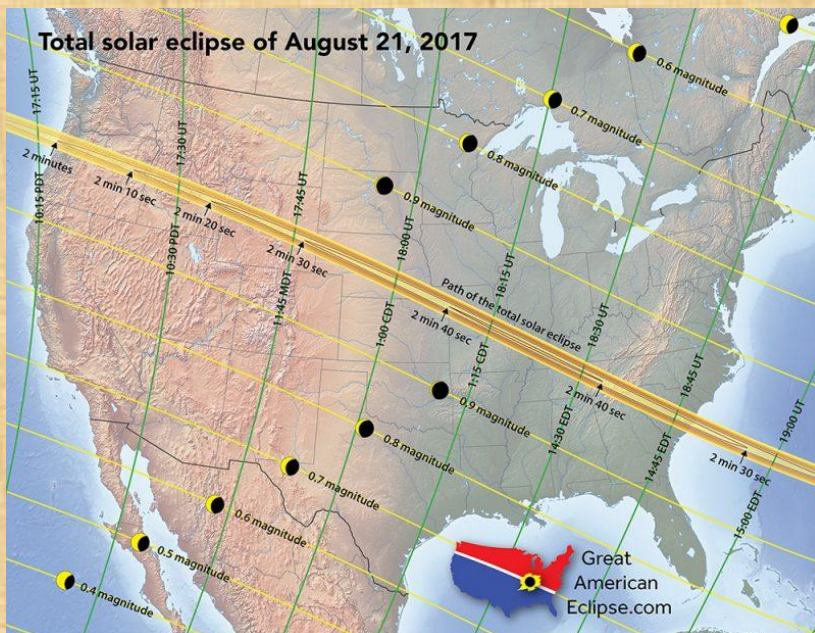 Total solar eclipse of August 21, 2017
0.6 magnitude
0.7 magnitude
0.8 magnitude
0.9 magnitude
17:15 UT
10:15 PDT
17:30 UT
10:30 PDT
17:45 UT
11:45 MDT
18:00 UT
1:00 CDT
18:15 UT
1:15 CDT
18:30 UT
14:30 EDT
18:45 UT
14:45 EDT
19:00 UT
15:00 EDT
2 minutes
2 min 10 sec
2 min 20 sec
2 min 30 sec
2 min 40 sec
Path of the total solar eclipse
2 min 40 sec
2 min 30 sec
0.9 magnitude
0.8 magnitude
0.7 magnitude
0.6 magnitude
0.5 magnitude
0.4 magnitude
Great
American
Eclipse.com